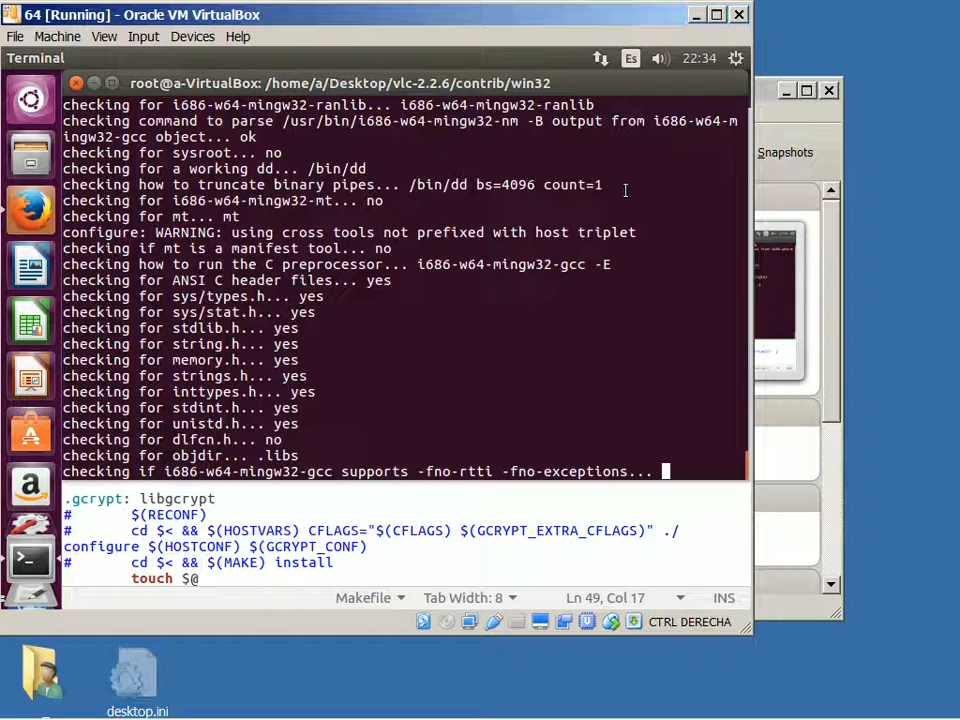 64 [Running] - Oracle VM VirtualBox
File Machine View Input Devices Help
Terminal
Es
22:34
root@a-VirtualBox: /home/a/Desktop/vlc-2.2.6/contrib/win32
checking for i686-w64-mingw32-ranlib... i686-w64-mingw32-ranlib
checking command to parse /usr/bin/i686-w64-mingw32-nm -B output from i686-w64-m
ingw32-gcc object... ok
checking for sysroot... no
checking for a working dd... /bin/dd
checking how to truncate binary pipes... /bin/dd bs=4096 count=1
checking for i686-w64-mingw32-mt... no
checking for mt... mt
configure: WARNING: using cross tools not prefixed with host triplet
checking if mt is a manifest tool... no
checking how to run the C preprocessor... i686-w64-mingw32-gcc -E
checking for ANSI C header files... yes
checking for sys/types.h... yes
checking for sys/stat.h... yes
checking for stdlib.h... yes
checking for string.h... yes
checking for memory.h... yes
checking for strings.h... yes
checking for inttypes.h... yes
checking for stdint.h... yes
checking for unistd.h... yes
checking for dlfcn.h... no
checking for objdir... .libs
checking if i686-w64-mingw32-gcc supports -fno-rtti -fno-exceptions...
.gcrypt: libgcrypt
# $(RECONF)
# cd $< && $(HOSTVARS) CFLAGS="$(CFLAGS) $(GCRYPT_EXTRA_CFLAGS)" ./
configure $(HOSTCONF) $(GCRYPT_CONF)
# cd $< && $(MAKE) install
touch $@
Makefile Tab Width: 8 Ln 49, Col 17 INS
CTRL DERECHA
Snapshots
desktop.ini